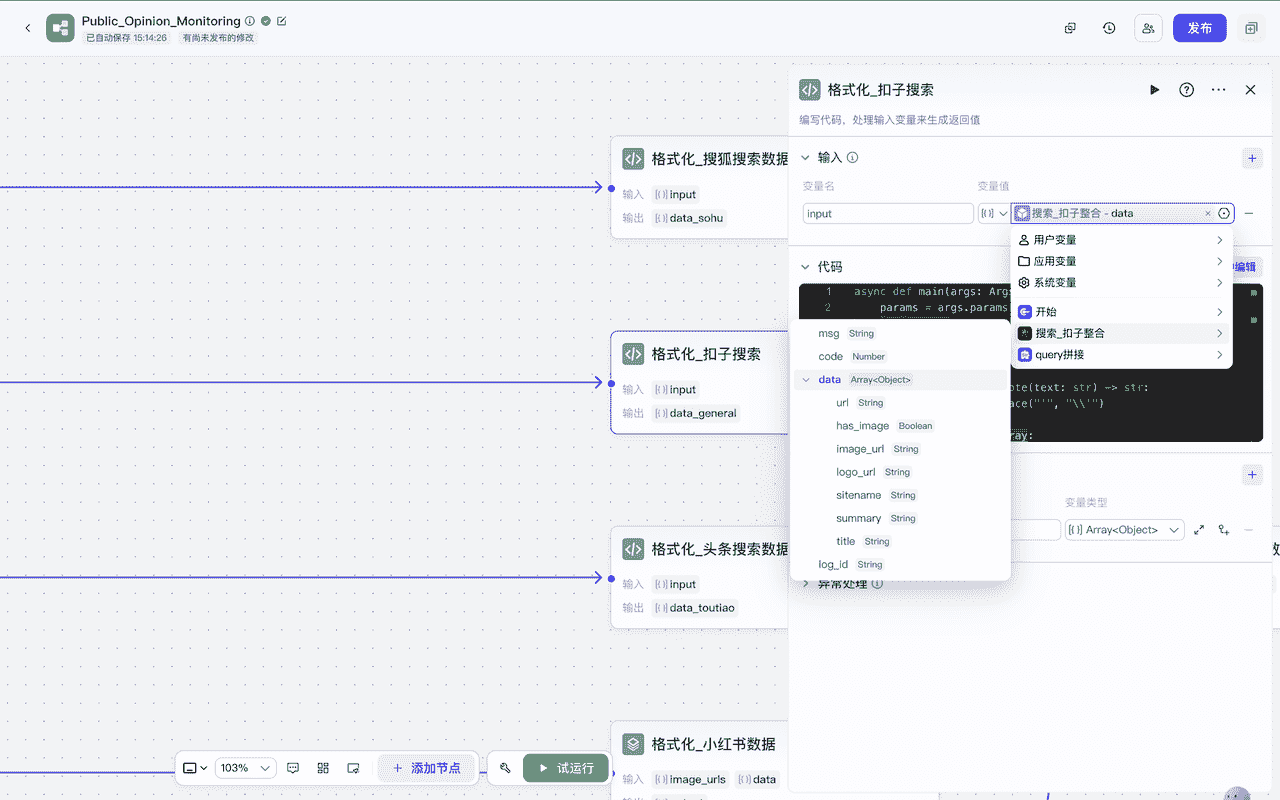 Public_Opinion_Monitoring
已自动保存 15:14:26 有尚未发布的修改
发布
格式化_搜狐搜索数据
输入 [()] input
输出 [()] data_sohu
格式化_扣子搜索
输入 [()] input
输出 [()] data_general
格式化_头条搜索数据
输入 [()] input
输出 [()] data_toutiao
格式化_小红书数据
输入 [()] image_urls [()] data
103%
添加节点
试运行
格式化_扣子搜索
编写代码，处理输入变量来生成返回值
输入
变量名 变量值
input [()] 搜索_扣子整合 - data
用户变量
应用变量
系统变量
开始
搜索_扣子整合
query拼接
代码
编辑
1 async def main(args: Args
2 params = args.params
ote(text: str) -> str:
ace("'", "\\'")
ray:
msg String
code Number
data Array<Object>
url String
has_image Boolean
image_url String
logo_url String
sitename String
summary String
title String
log_id String
变量类型
[()] Array<Object>
异常处理